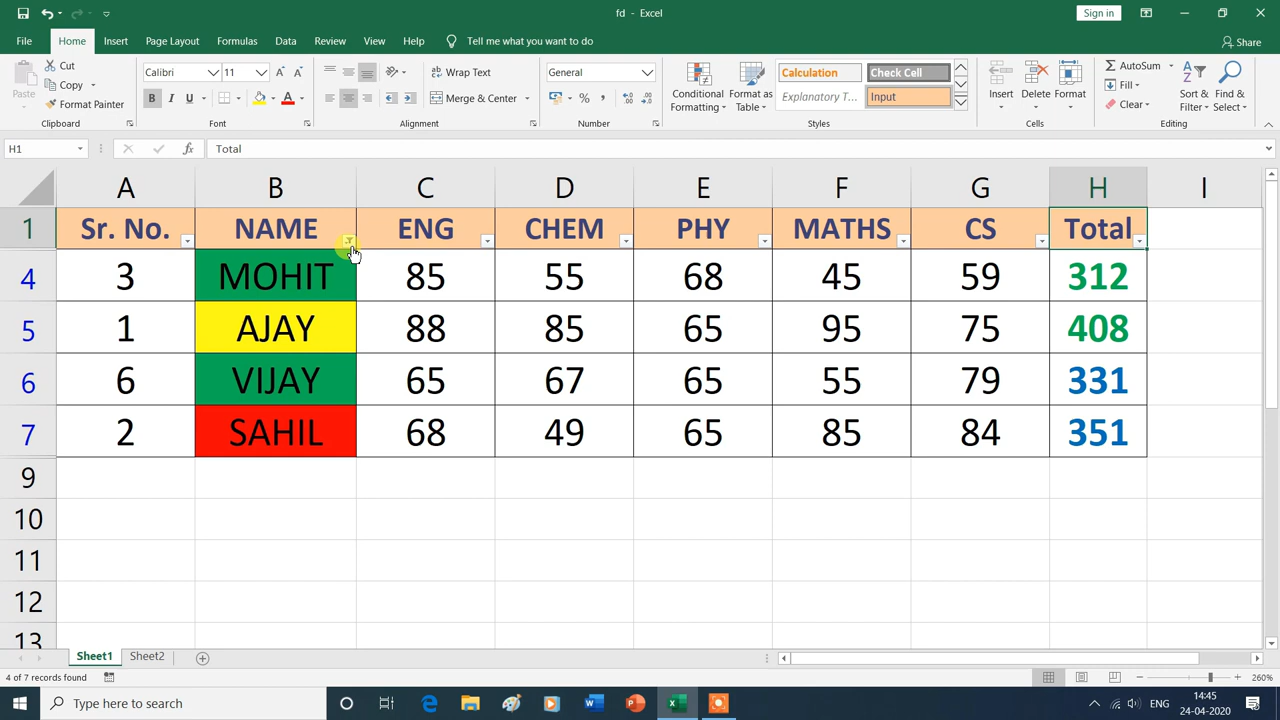 fd - Excel
Sign in
File Home Insert Page Layout Formulas Data Review View Help Tell me what you want to do Share
Paste Cut
Copy
Format Painter
Clipboard
Calibri 11
B I U A
Font
Wrap Text
Merge & Center
Alignment
General
%
Number
Conditional Formatting
Format as Table
Calculation Check Cell
Explanatory T... Input
Styles
Insert Delete Format
Cells
AutoSum
Fill
Clear
Sort & Filter
Find & Select
Editing
H1 fx Total
A B C D E F G H I
1 Sr. No. NAME ENG CHEM PHY MATHS CS Total
4 3 MOHIT 85 55 68 45 59 312
5 1 AJAY 88 85 65 95 75 408
6 6 VIJAY 65 67 65 55 79 331
7 2 SAHIL 68 49 65 85 84 351
9
10
11
12
13
Sheet1 Sheet2
4 of 7 records found 260%
Type here to search
ENG
14:45
24-04-2020